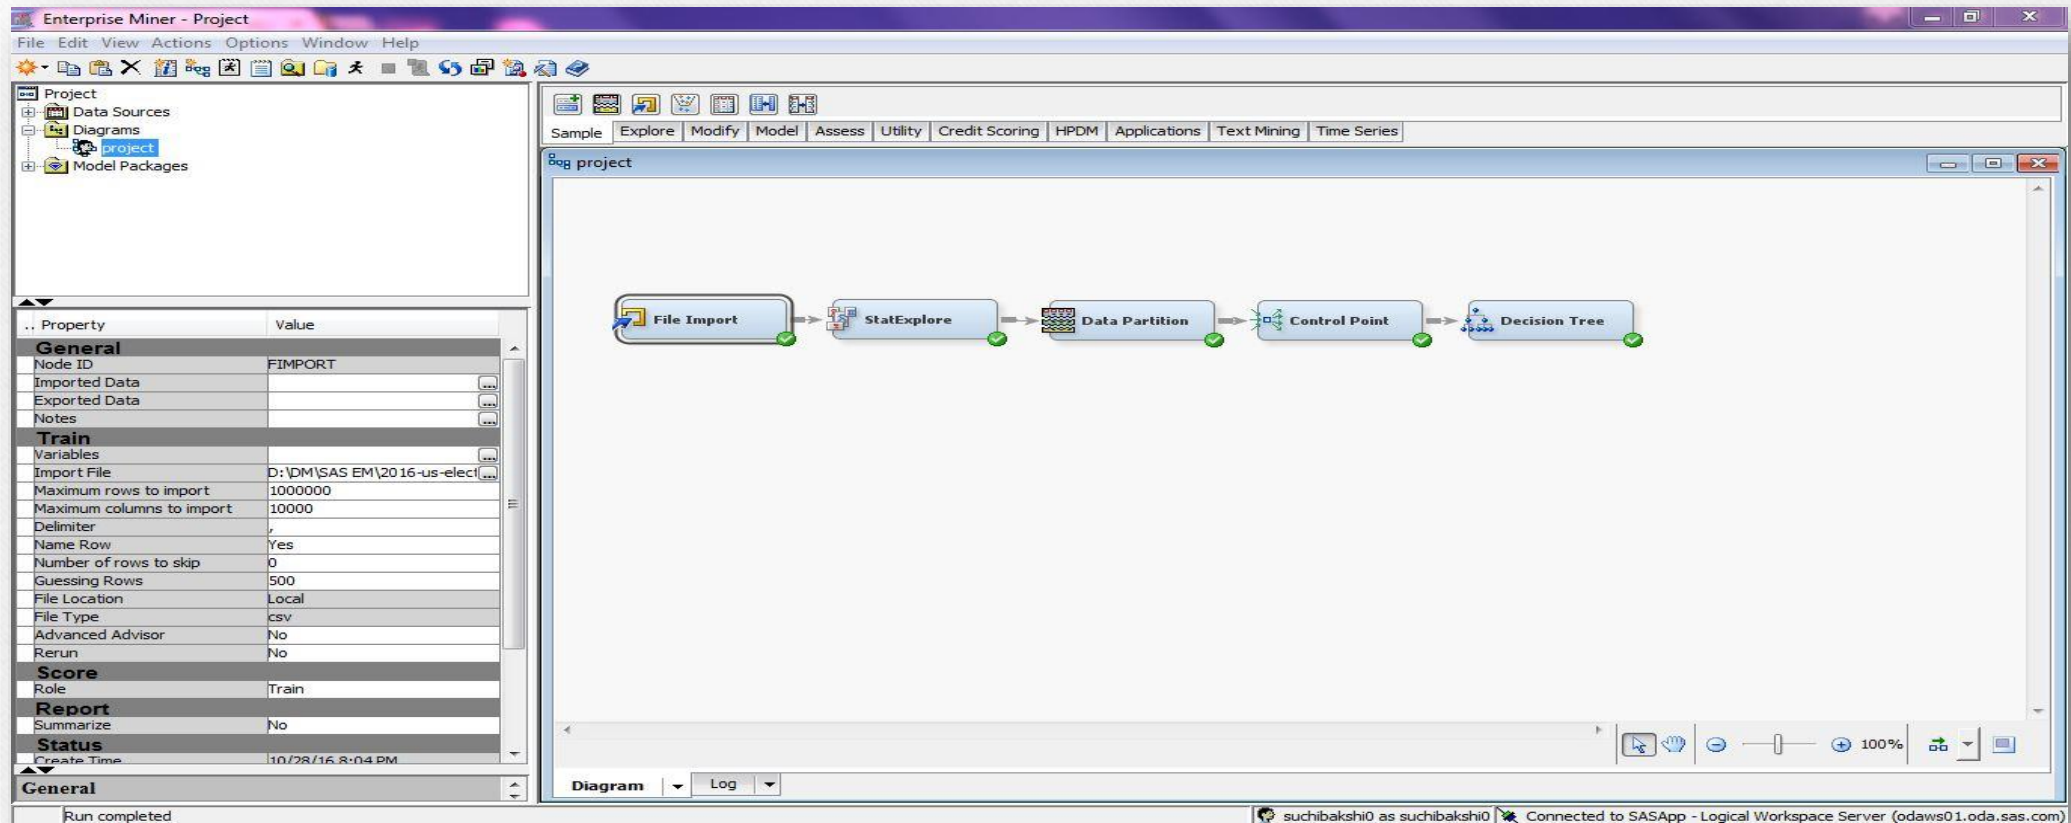 Enterprise Miner - Project
File Edit View Actions Options Window Help
Project
Data Sources
Diagrams
project
Model Packages
.. Property Value
General
Node ID FIMPORT
Imported Data
Exported Data
Notes
Train
Variables
Import File D:\DM\SAS EM\2016-us-elect
Maximum rows to import 1000000
Maximum columns to import 10000
Delimiter ,
Name Row Yes
Number of rows to skip 0
Guessing Rows 500
File Location Local
File Type csv
Advanced Advisor No
Rerun No
Score
Role Train
Report
Summarize No
Status
Create Time 10/28/16 8:04 PM
General
Run completed
Sample Explore Modify Model Assess Utility Credit Scoring HPDM Applications Text Mining Time Series
project
File Import StatExplore Data Partition Control Point Decision Tree
100%
Diagram Log
suchibakshi0 as suchibakshi0 Connected to SASApp - Logical Workspace Server (odaws01.oda.sas.com)